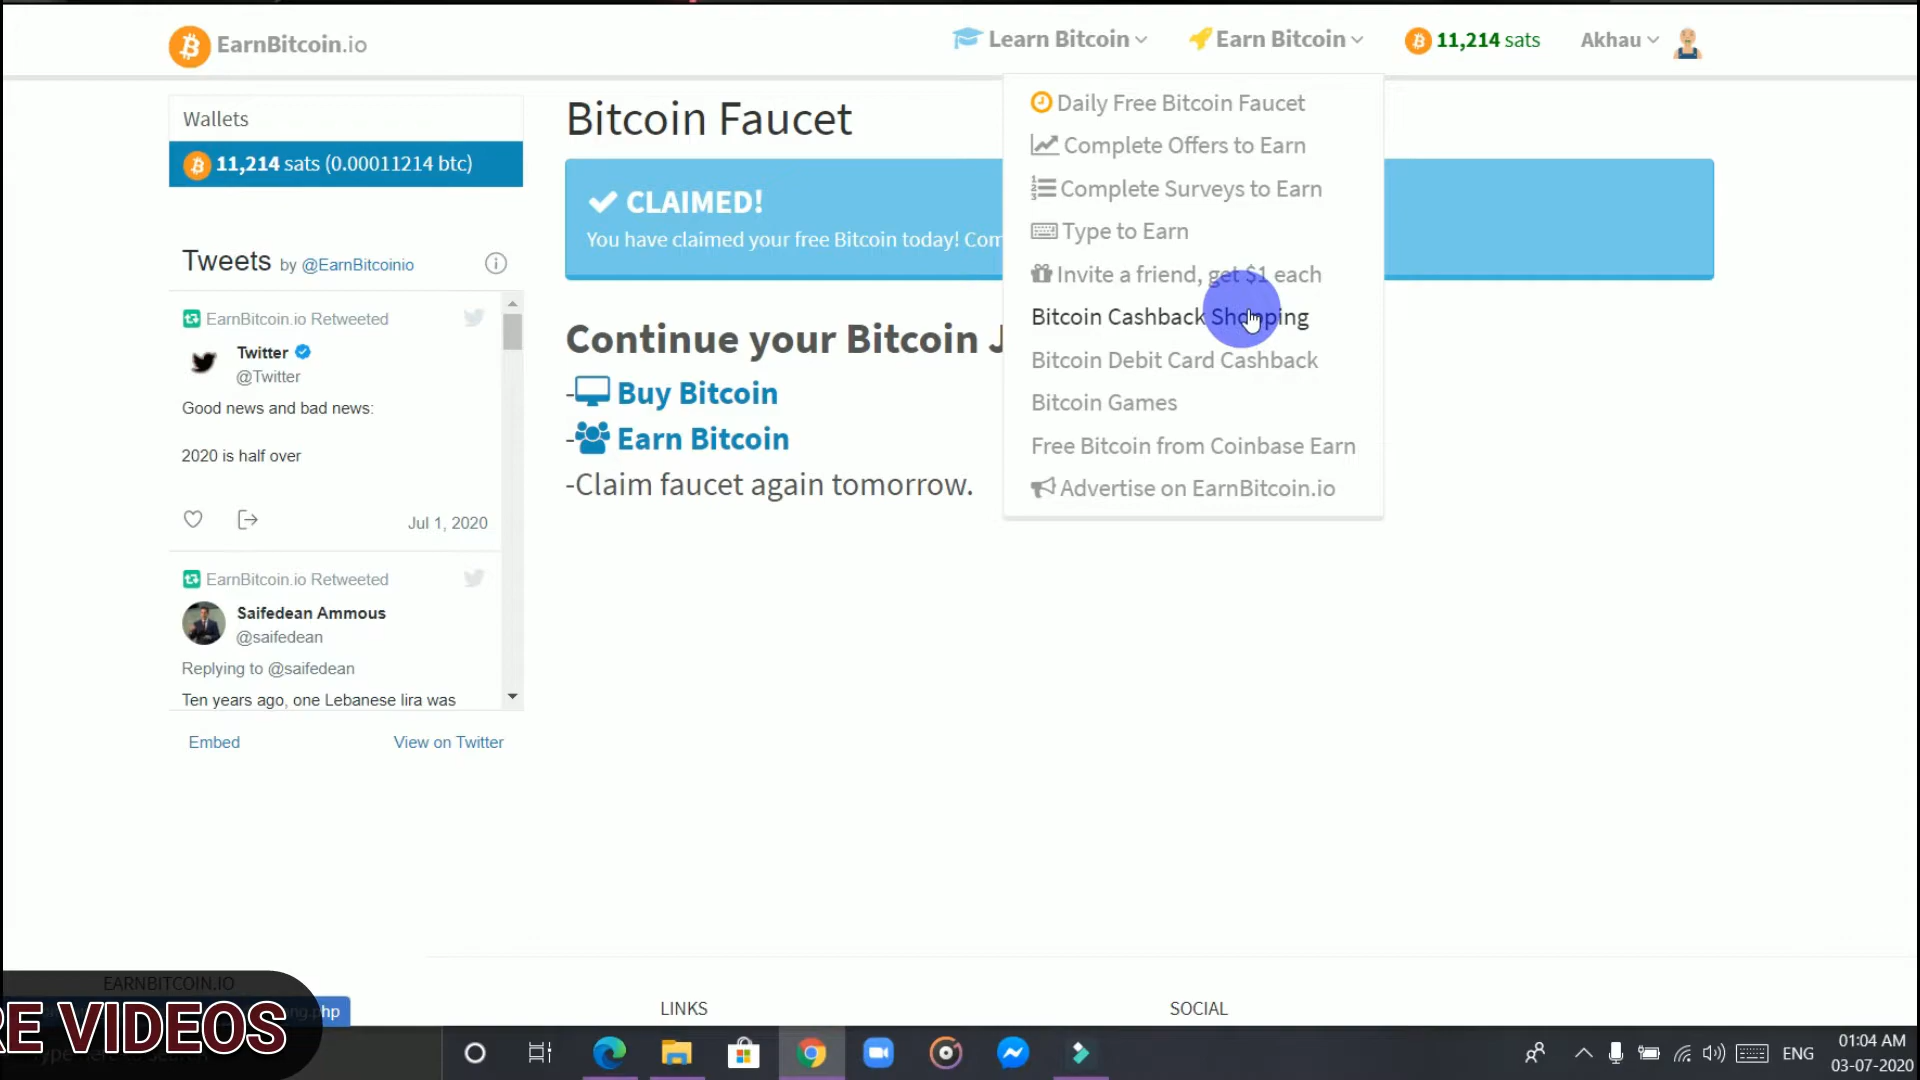 EarnBitcoin.io
Learn Bitcoin
Earn Bitcoin
11,214 sats
Akhau
Wallets
11,214 sats (0.00011214 btc)
Tweets by @EarnBitcoinio
EarnBitcoin.io Retweeted
Twitter
@Twitter
Good news and bad news:
2020 is half over
Jul 1, 2020
EarnBitcoin.io Retweeted
Saifedean Ammous
@saifedean
Replying to @saifedean
Ten years ago, one Lebanese lira was
Embed
View on Twitter
Bitcoin Faucet
CLAIMED!
You have claimed your free Bitcoin today! Com
Continue your Bitcoin J
-Buy Bitcoin
-Earn Bitcoin
-Claim faucet again tomorrow.
Daily Free Bitcoin Faucet
Complete Offers to Earn
Complete Surveys to Earn
Type to Earn
Invite a friend, get $1 each
Bitcoin Cashback Shopping
Bitcoin Debit Card Cashback
Bitcoin Games
Free Bitcoin from Coinbase Earn
Advertise on EarnBitcoin.io
EARNBITCOIN.IO
LINKS
SOCIAL
RE VIDEOS
ENG
01:04 AM
03-07-2020